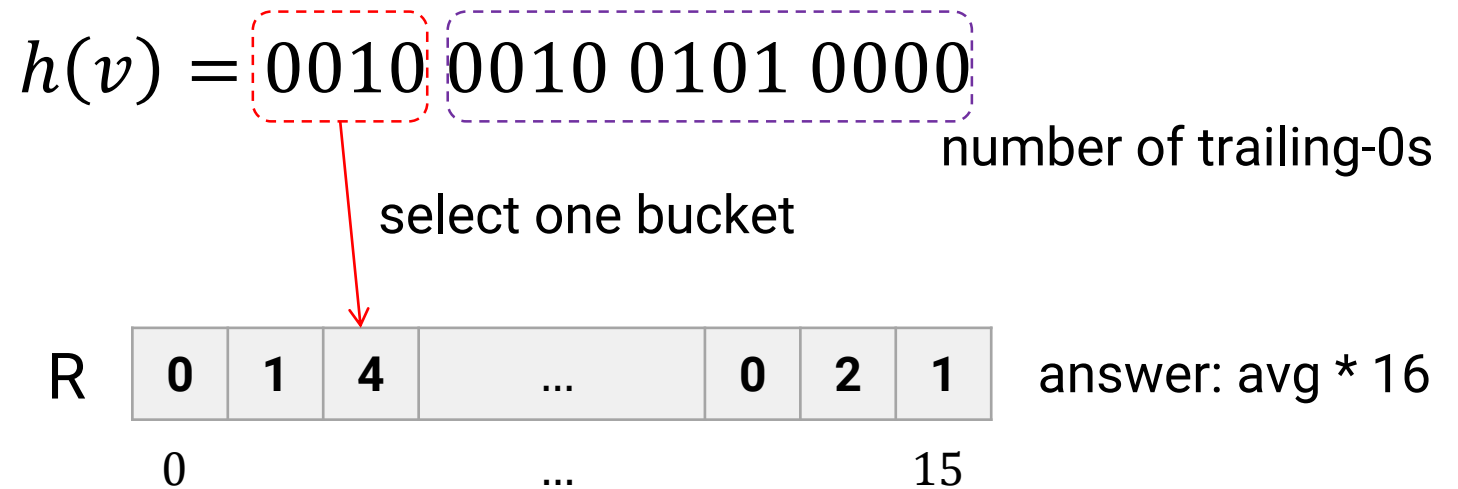 h(v) = 0010 0010 0101 0000
number of trailing-0s
select one bucket
R 0 1 4 ... 0 2 1 answer: avg * 16
0 ... 15